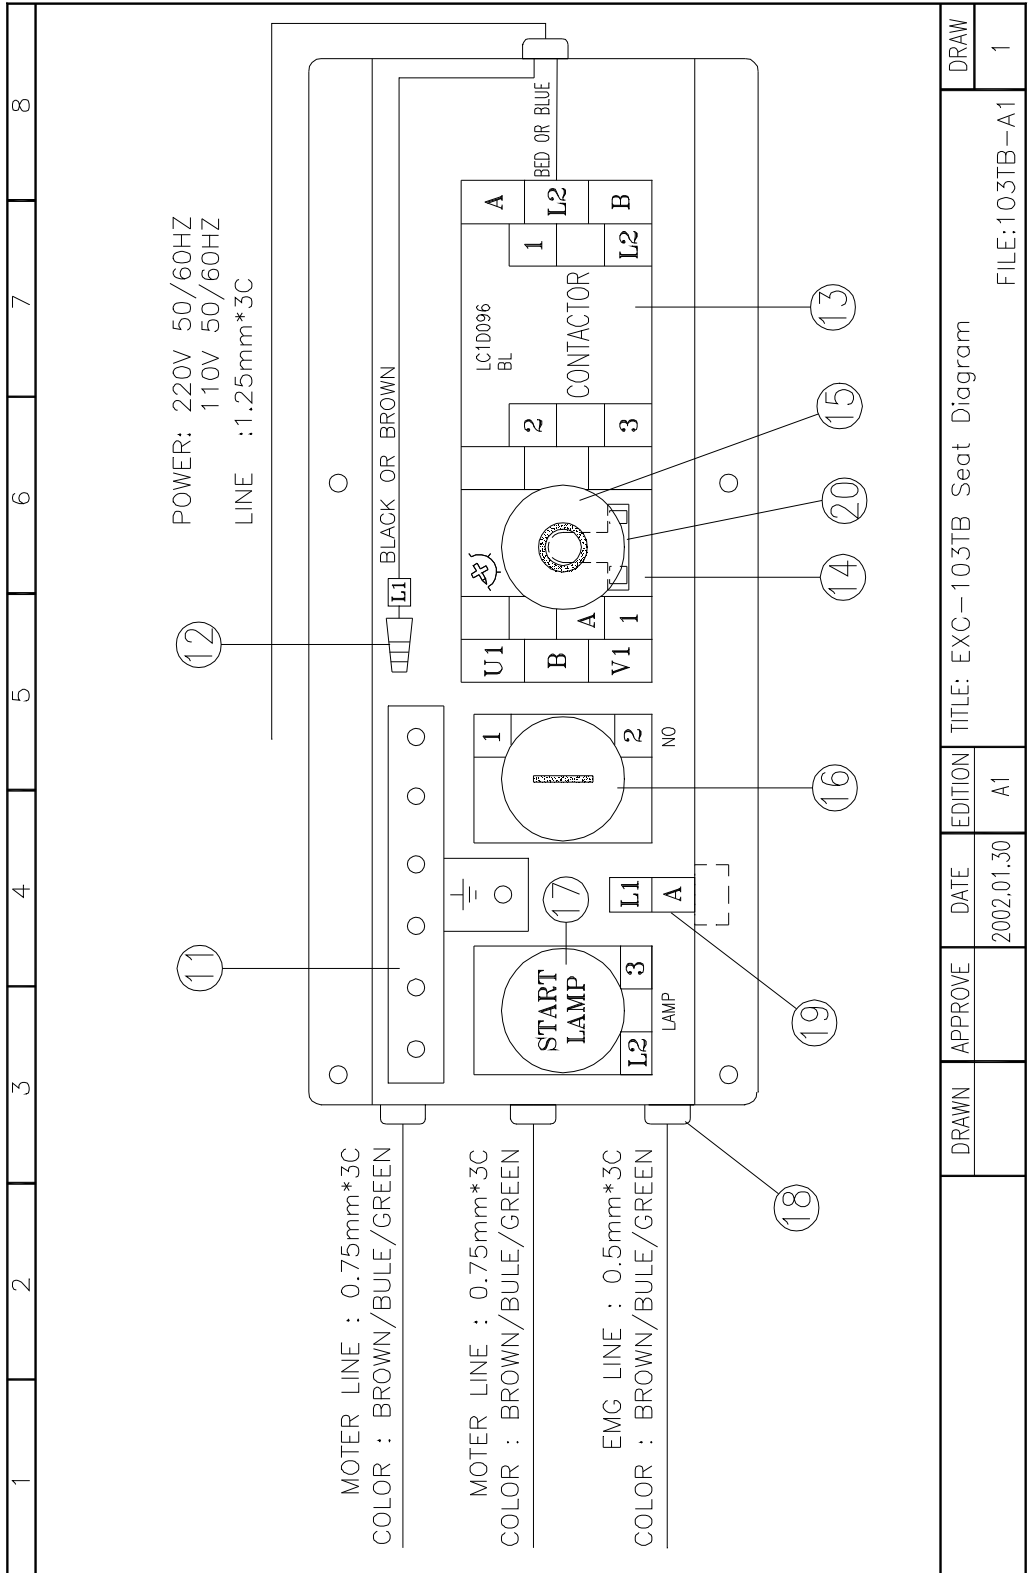 1
2
3
4
5
6
7
8
POWER: 220V 50/60HZ
110V 50/60HZ
LINE :1.25mm*3C
12
11
BLACK OR BROWN
L1
MOTER LINE : 0.75mm*3C
COLOR : BROWN/BULE/GREEN
MOTER LINE : 0.75mm*3C
COLOR : BROWN/BULE/GREEN
EMG LINE : 0.5mm*3C
COLOR : BROWN/BULE/GREEN
START
LAMP
17
L2
3
LAMP
L1
A
1
2
NO
U1
B
V1
A
1
2
3
LC1D096
BL
CONTACTOR
1
L2
A
L2
B
BED OR BLUE
18
19
16
14
20
15
13
DRAWN
APPROVE
DATE
2002.01.30
EDITION
A1
TITLE: EXC-103TB Seat Diagram
FILE:103TB-A1
DRAW
1